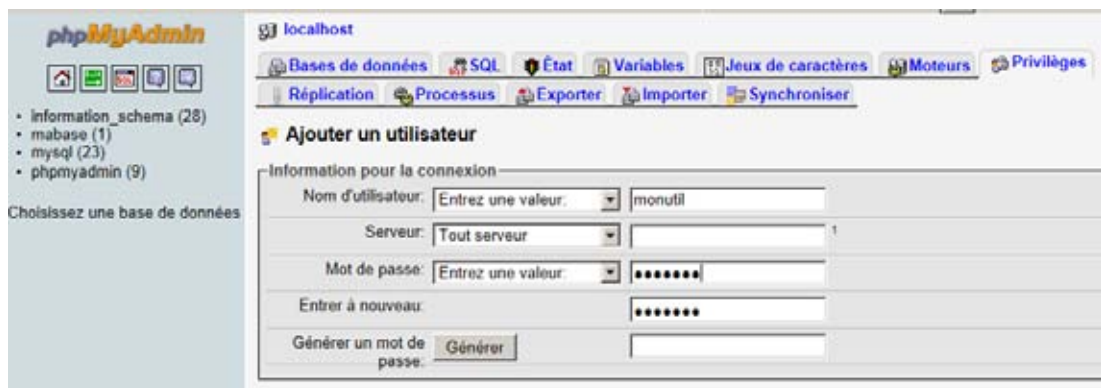 phpMyAdmin
information_schema (28)
mabase (1)
mysql (23)
phpmyadmin (9)
Choisissez une base de données
localhost
Bases de données SQL État Variables Jeux de caractères Moteurs Privilèges
Réplication Processus Exporter Importer Synchroniser
Ajouter un utilisateur
Information pour la connexion
Nom d'utilisateur: Entrez une valeur: monutil
Serveur: Tout serveur 1
Mot de passe: Entrez une valeur: •••••••
Entrer à nouveau: •••••••
Générer un mot de
passe: Générer